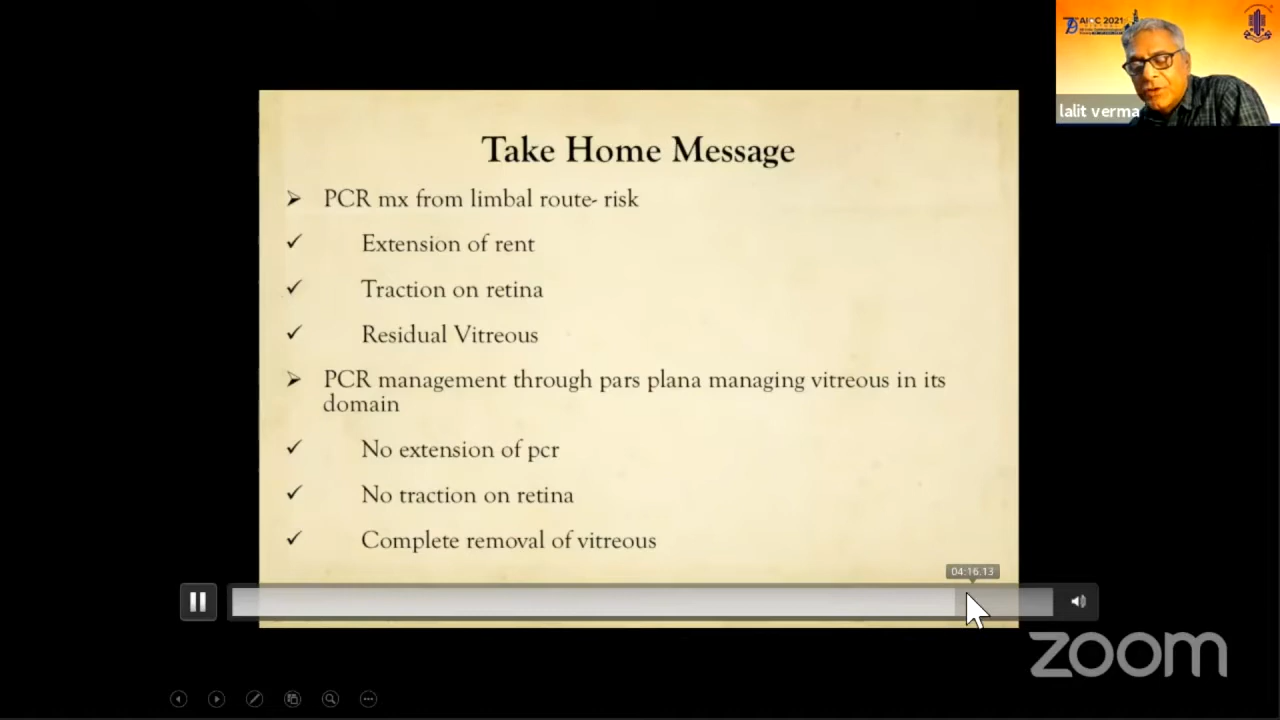 AIOC 2021
lalit verma
Take Home Message
PCR mx from limbal route- risk
Extension of rent
Traction on retina
Residual Vitreous
PCR management through pars plana managing vitreous in its
domain
No extension of pcr
No traction on retina
Complete removal of vitreous
04:16.13
zoom